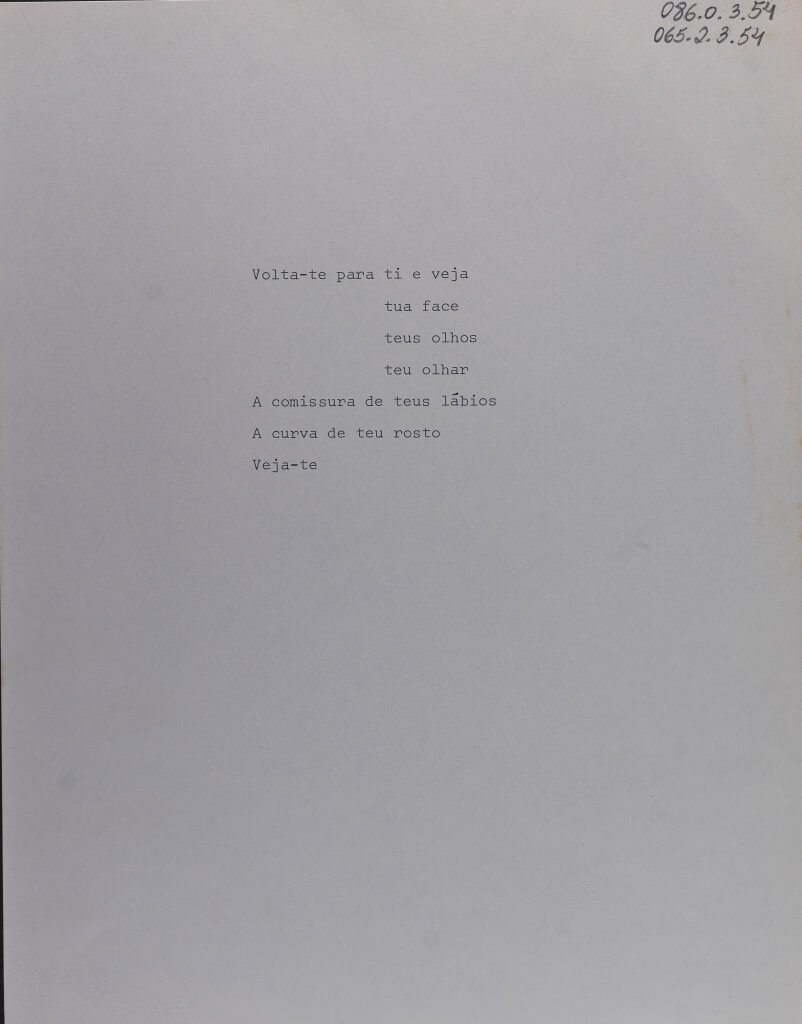 086.0.3.54
065.2.3.54
Volta-te para ti e veja
tua face
teus olhos
teu olhar
A comissura de teus lábios
A curva de teu rosto
Veja-te